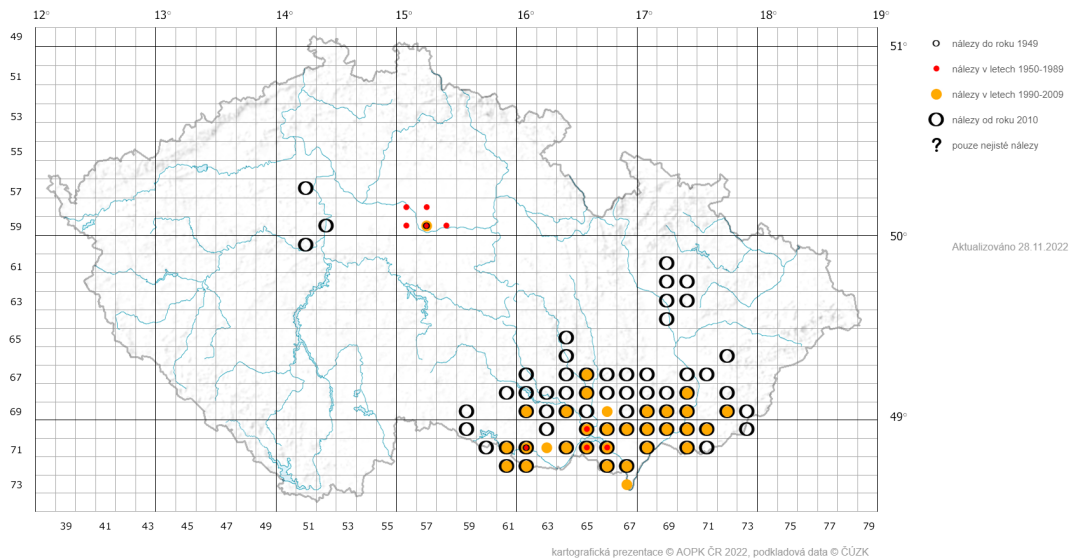 12° 13° 14° 15° 16° 17° 18° 19°
49
51
53
55
57
59
61
63
65
67
69
71
73
51°
50°
49°
39 41 43 45 47 49 51 53 55 57 59 61 63 65 67 69 71 73 75 77 79
nálezy do roku 1949
nálezy v letech 1950-1989
nálezy v letech 1990-2009
nálezy od roku 2010
? pouze nejisté nálezy
Aktualizováno 28.11.2022
kartografická prezentace © AOPK ČR 2022, podkladová data © ČÚZK